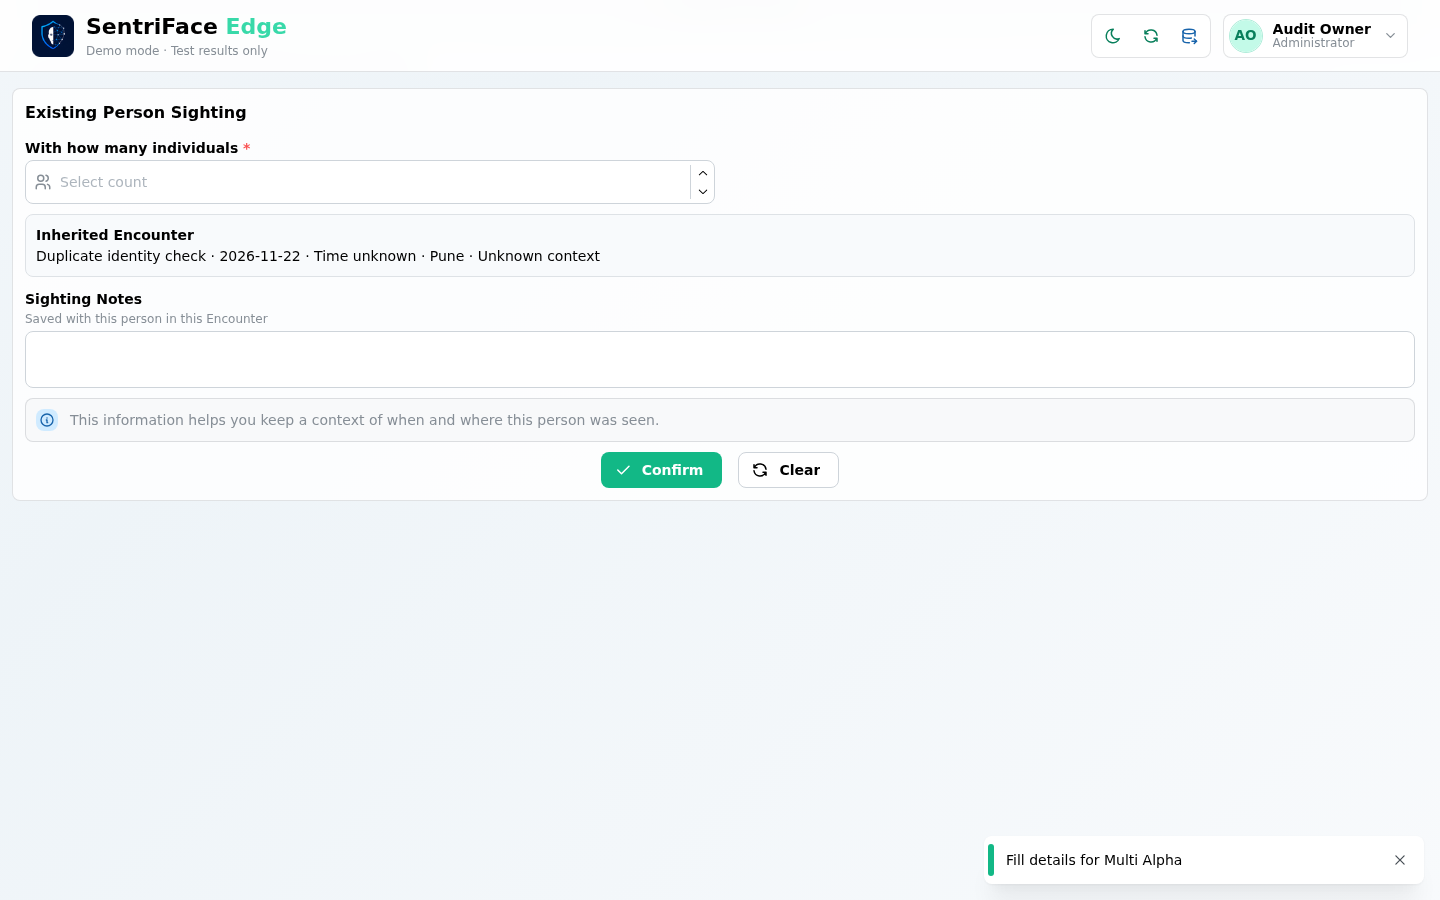 SentriFace Edge
Demo mode · Test results only
AO
Audit Owner
Administrator
Existing Person Sighting
With how many individuals *
Select count
Inherited Encounter
Duplicate identity check · 2026-11-22 · Time unknown · Pune · Unknown context
Sighting Notes
Saved with this person in this Encounter
This information helps you keep a context of when and where this person was seen.
Confirm
Clear
Fill details for Multi Alpha